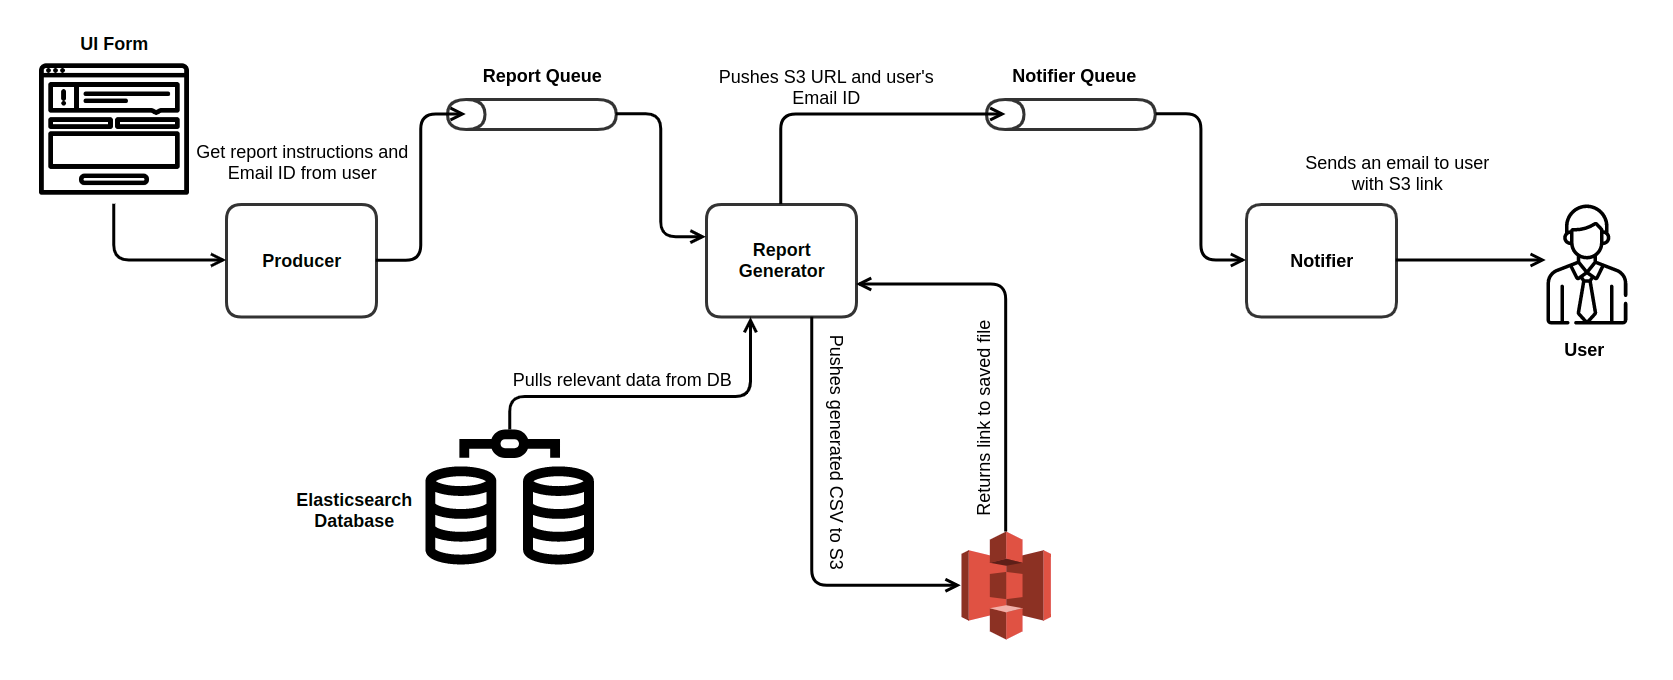 UI Form
Report Queue
Pushes S3 URL and user's
Email ID
Notifier Queue
Get report instructions and
Email ID from user
Sends an email to user
with S3 link
Producer
Report
Generator
Notifier
User
Pulls relevant data from DB
Pushes generated CSV to S3
Returns link to saved file
Elasticsearch
Database